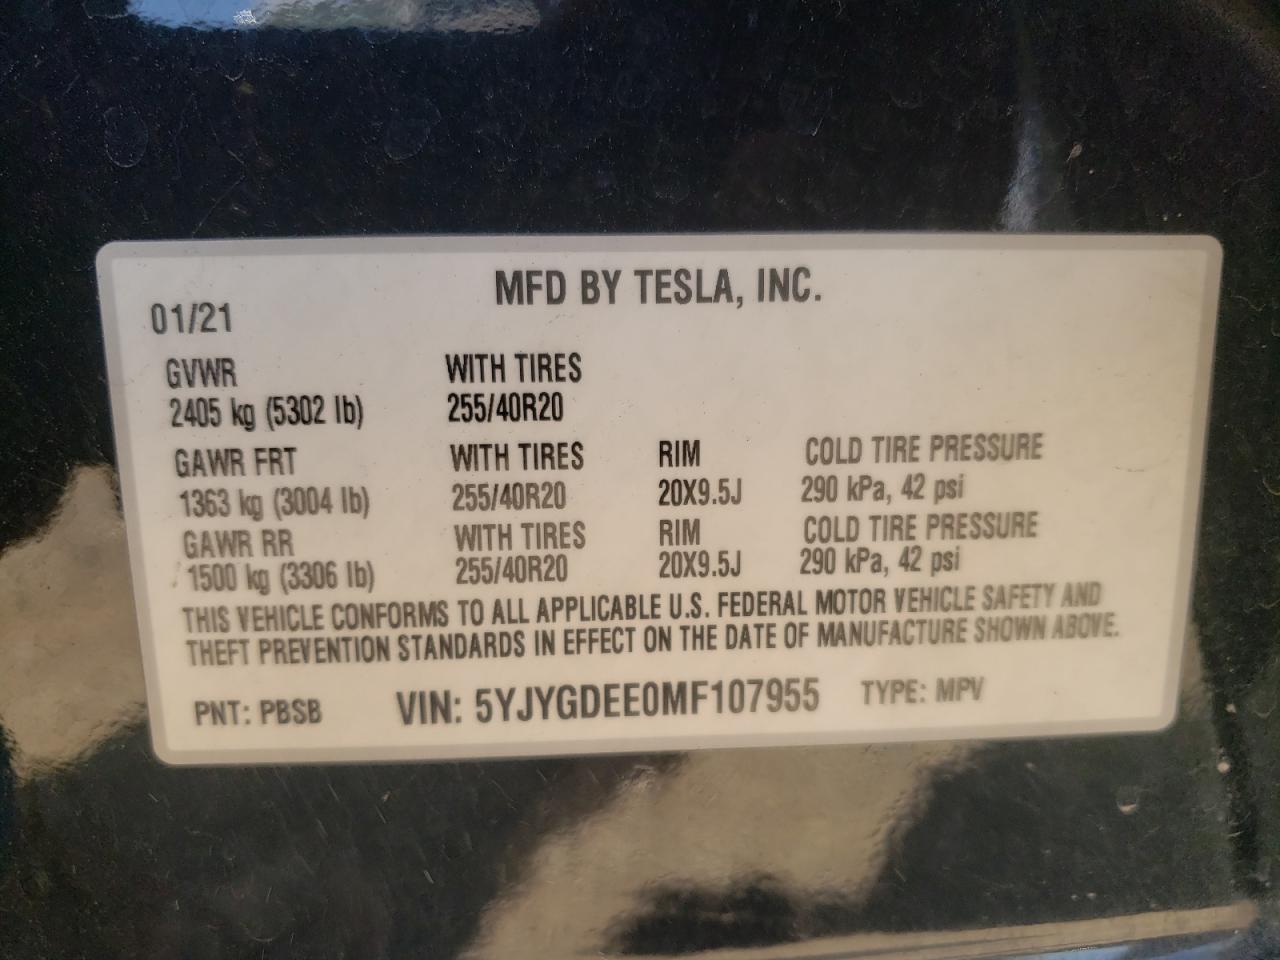 MFD BY TESLA, INC.
01/21
GVWR WITH TIRES
2405 kg (5302 lb) 255/40R20
GAWR FRT WITH TIRES RIM COLD TIRE PRESSURE
1363 kg (3004 lb) 255/40R20 20X9.5J 290 kPa, 42 psi
GAWR RR WITH TIRES RIM COLD TIRE PRESSURE
1500 kg (3306 lb) 255/40R20 20X9.5J 290 kPa, 42 psi
THIS VEHICLE CONFORMS TO ALL APPLICABLE U.S. FEDERAL MOTOR VEHICLE SAFETY AND
THEFT PREVENTION STANDARDS IN EFFECT ON THE DATE OF MANUFACTURE SHOWN ABOVE.
PNT: PBSB VIN: 5YJYGDEE0MF107955 TYPE: MPV